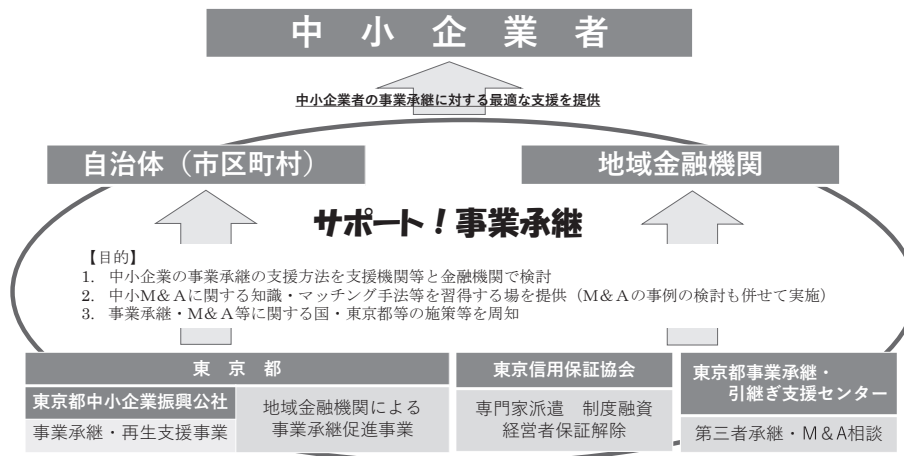 中小企業者
中小企業者の事業承継に対する最適な支援を提供
自治体（市区町村）
地域金融機関
サポート！事業承継
【目的】
1. 中小企業の事業承継の支援方法を支援機関等と金融機関で検討
2. 中小M&Aに関する知識・マッチング手法等を習得する場を提供（M&Aの事例の検討も併せて実施）
3. 事業承継・M&A等に関する国・東京都等の施策等を周知
東京都
東京都中小企業振興公社
事業承継・再生支援事業
地域金融機関による
事業承継促進事業
東京信用保証協会
専門家派遣　制度融資
経営者保証解除
東京都事業承継・
引継ぎ支援センター
第三者承継・M&A相談